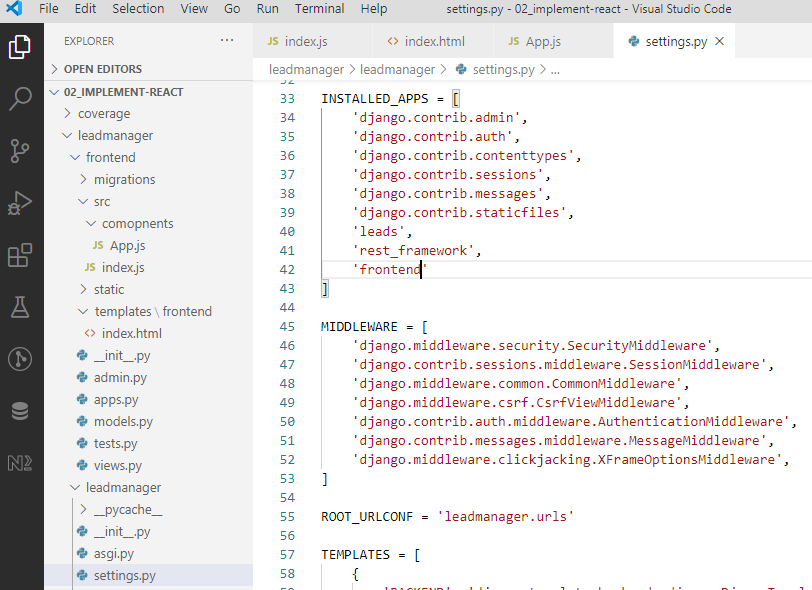 File Edit Selection View Go Run Terminal Help settings.py - 02_implement-react - Visual Studio Code
EXPLORER ...
JS index.js <> index.html JS App.js settings.py ×
> OPEN EDITORS
leadmanager > leadmanager > settings.py > ...
02_IMPLEMENT-REACT
> coverage
leadmanager
frontend
> migrations
src
comopnents
JS App.js
JS index.js
> static
templates \ frontend
<> index.html
__init__.py
admin.py
apps.py
models.py
tests.py
views.py
leadmanager
> __pycache__
__init__.py
asgi.py
settings.py
32
33 INSTALLED_APPS = [
34 'django.contrib.admin',
35 'django.contrib.auth',
36 'django.contrib.contenttypes',
37 'django.contrib.sessions',
38 'django.contrib.messages',
39 'django.contrib.staticfiles',
40 'leads',
41 'rest_framework',
42 'frontend'
43 ]
44
45 MIDDLEWARE = [
46 'django.middleware.security.SecurityMiddleware',
47 'django.contrib.sessions.middleware.SessionMiddleware',
48 'django.middleware.common.CommonMiddleware',
49 'django.middleware.csrf.CsrfViewMiddleware',
50 'django.contrib.auth.middleware.AuthenticationMiddleware',
51 'django.contrib.messages.middleware.MessageMiddleware',
52 'django.middleware.clickjacking.XFrameOptionsMiddleware',
53 ]
54
55 ROOT_URLCONF = 'leadmanager.urls'
56
57 TEMPLATES = [
58 {